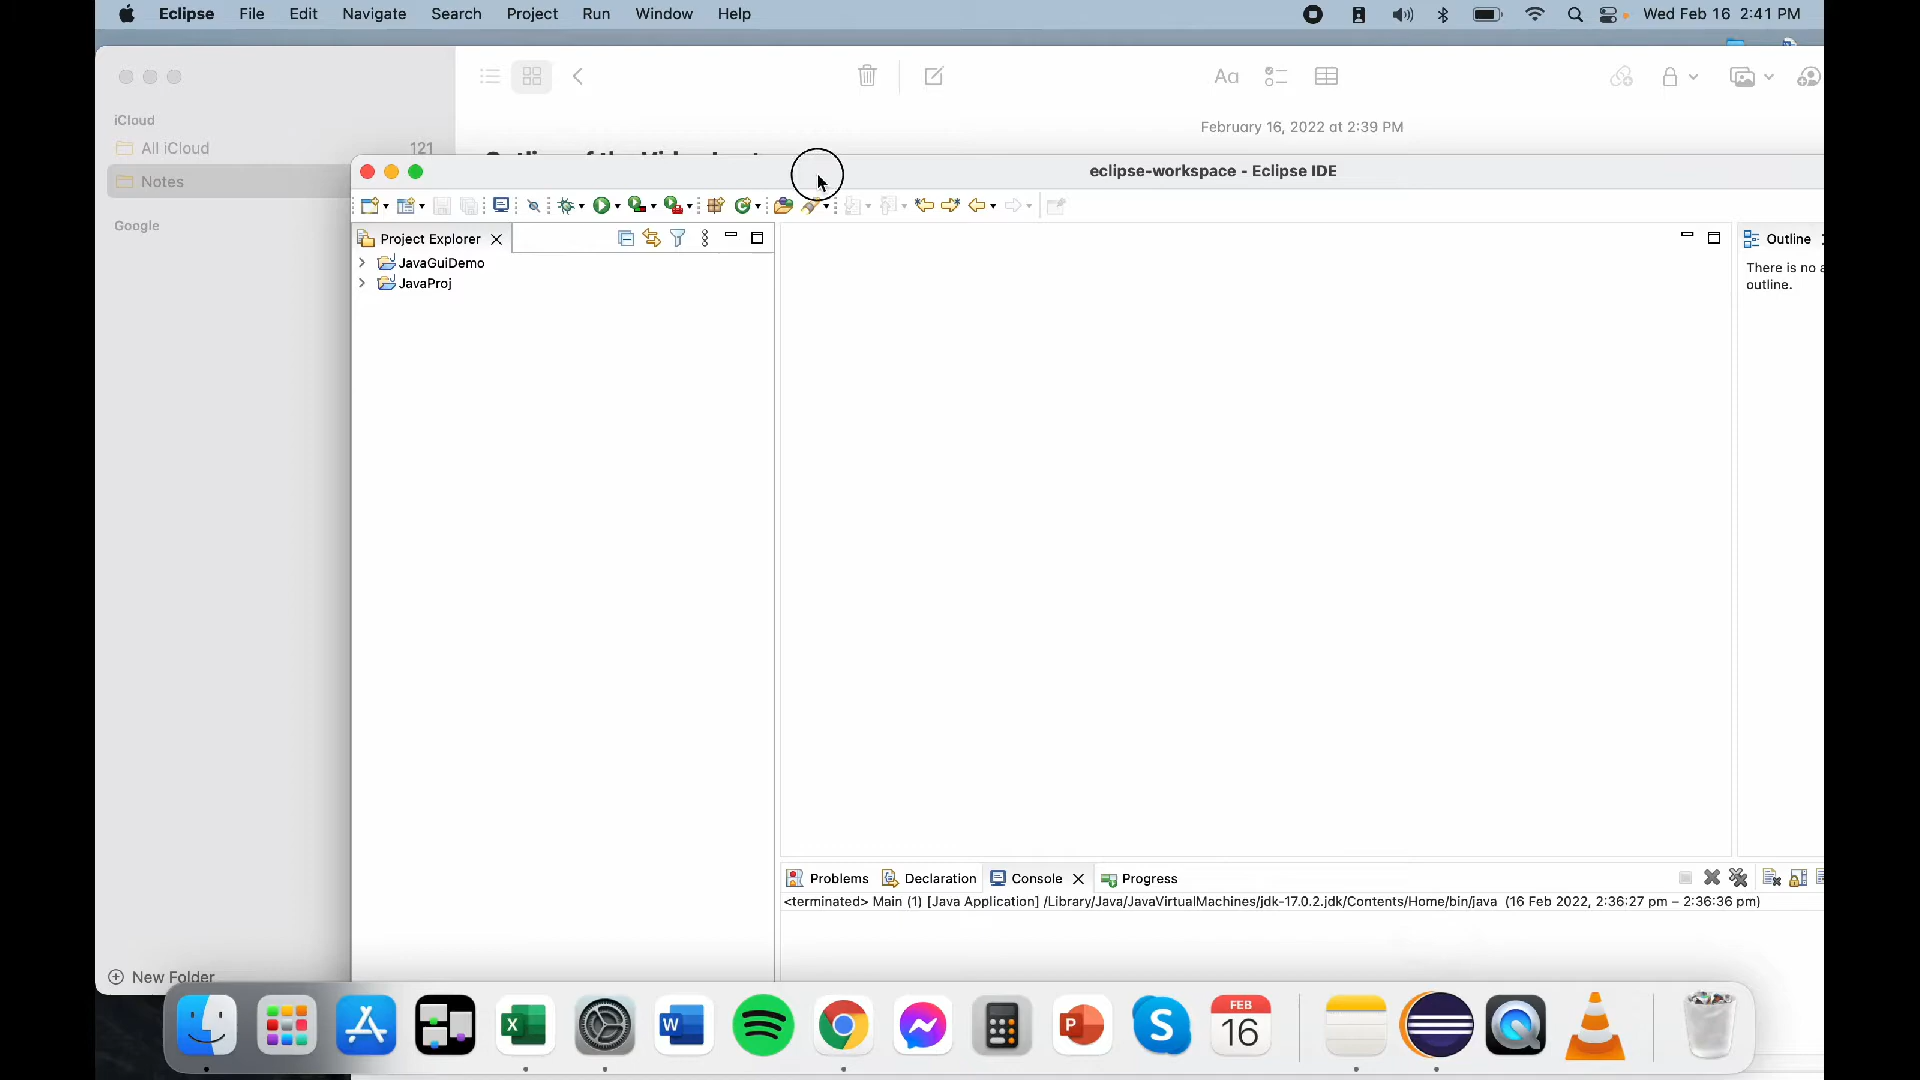 Eclipse File Edit Navigate Search Project Run Window Help Wed Feb 16 2:41 PM
Aa
iCloud
All iCloud 121
Notes
Google
February 16, 2022 at 2:39 PM
eclipse-workspace - Eclipse IDE
Project Explorer
JavaGuiDemo
JavaProj
Outline
There is no a
outline.
Problems Declaration Console Progress
<terminated> Main (1) [Java Application] /Library/Java/JavaVirtualMachines/jdk-17.0.2.jdk/Contents/Home/bin/java (16 Feb 2022, 2:36:27 pm – 2:36:36 pm)
New Folder
X
W
P
S
FEB
16